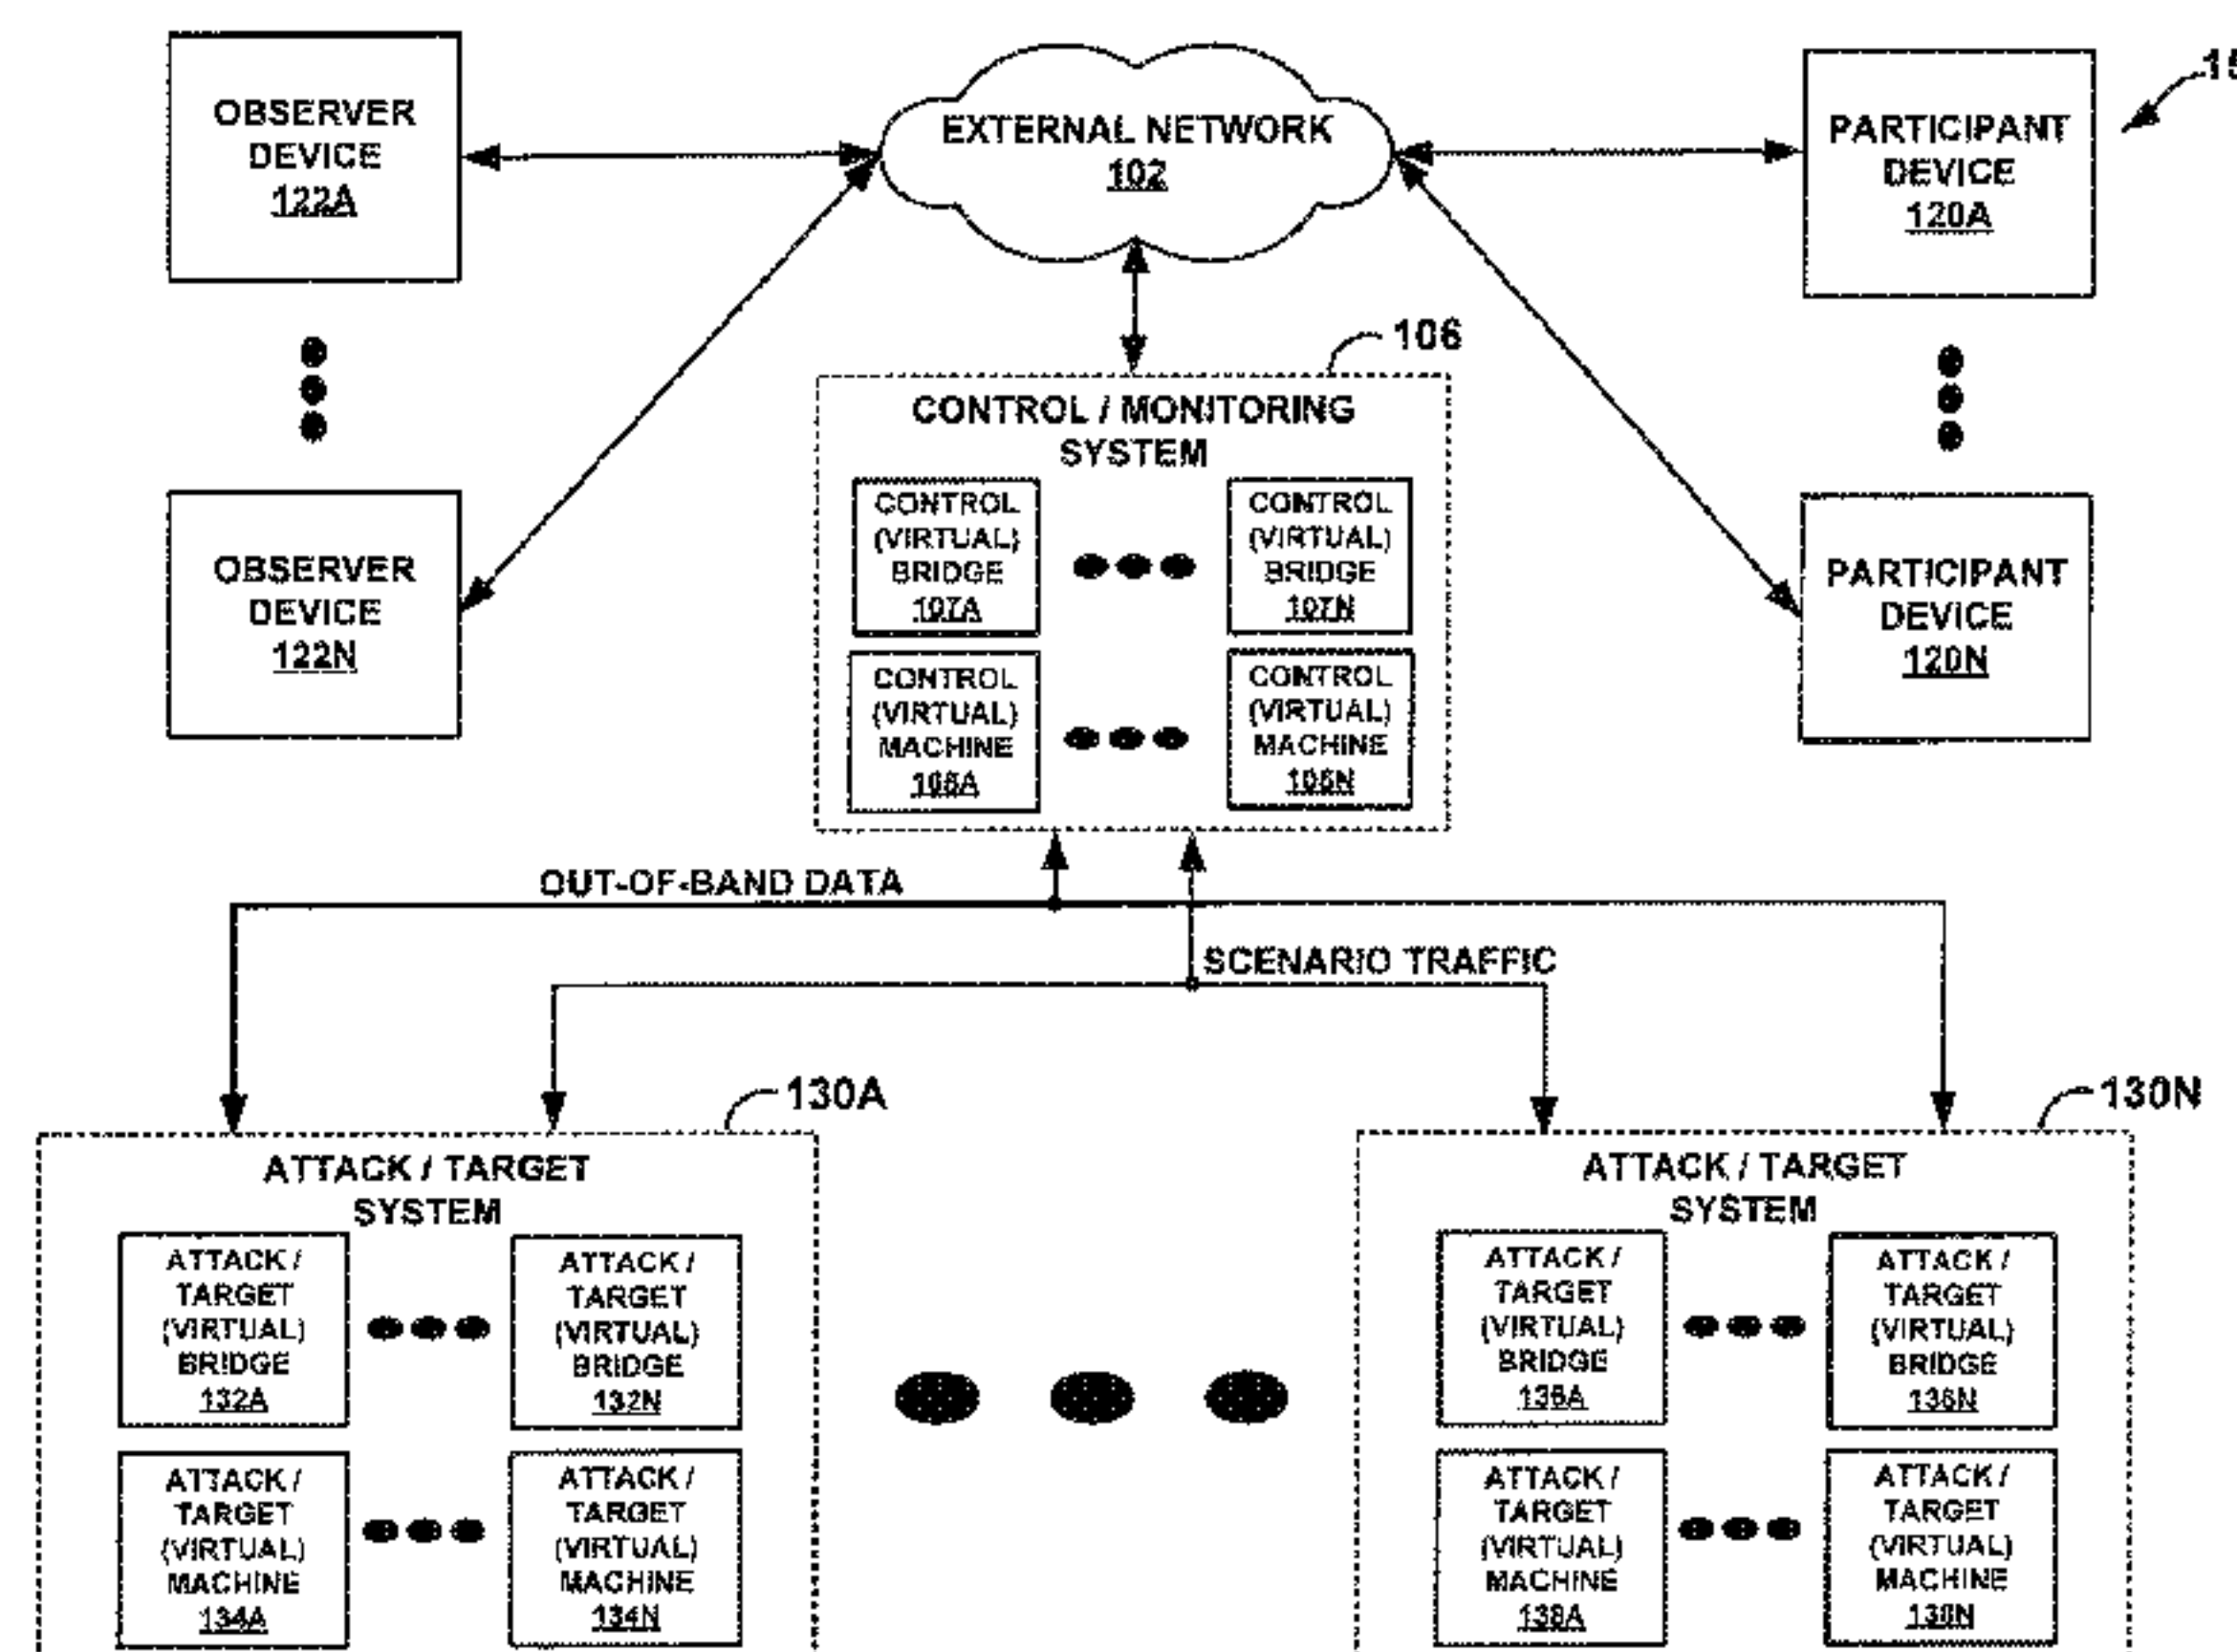 OBSERVER
DEVICE
122A
EXTERNAL NETWORK
102
PARTICIPANT
DEVICE
120A
106
CONTROL / MONITORING
SYSTEM
CONTROL
(VIRTUAL)
BRIDGE
107A
CONTROL
(VIRTUAL)
BRIDGE
107N
OBSERVER
DEVICE
122N
PARTICIPANT
DEVICE
120N
CONTROL
(VIRTUAL)
MACHINE
CONTROL
(VIRTUAL)
MACHINE
OUT-OF-BAND DATA
SCENARIO TRAFFIC
130A
130N
ATTACK / TARGET
SYSTEM
ATTACK /
TARGET
(VIRTUAL)
BRIDGE
132A
ATTACK /
TARGET
(VIRTUAL)
BRIDGE
132N
ATTACK /
TARGET
(VIRTUAL)
MACHINE
134A
ATTACK /
TARGET
(VIRTUAL)
MACHINE
134N
ATTACK / TARGET
SYSTEM
ATTACK /
TARGET
(VIRTUAL)
BRIDGE
136A
ATTACK /
TARGET
(VIRTUAL)
BRIDGE
136N
ATTACK /
TARGET
(VIRTUAL)
MACHINE
138A
ATTACK /
TARGET
(VIRTUAL)
MACHINE
138N